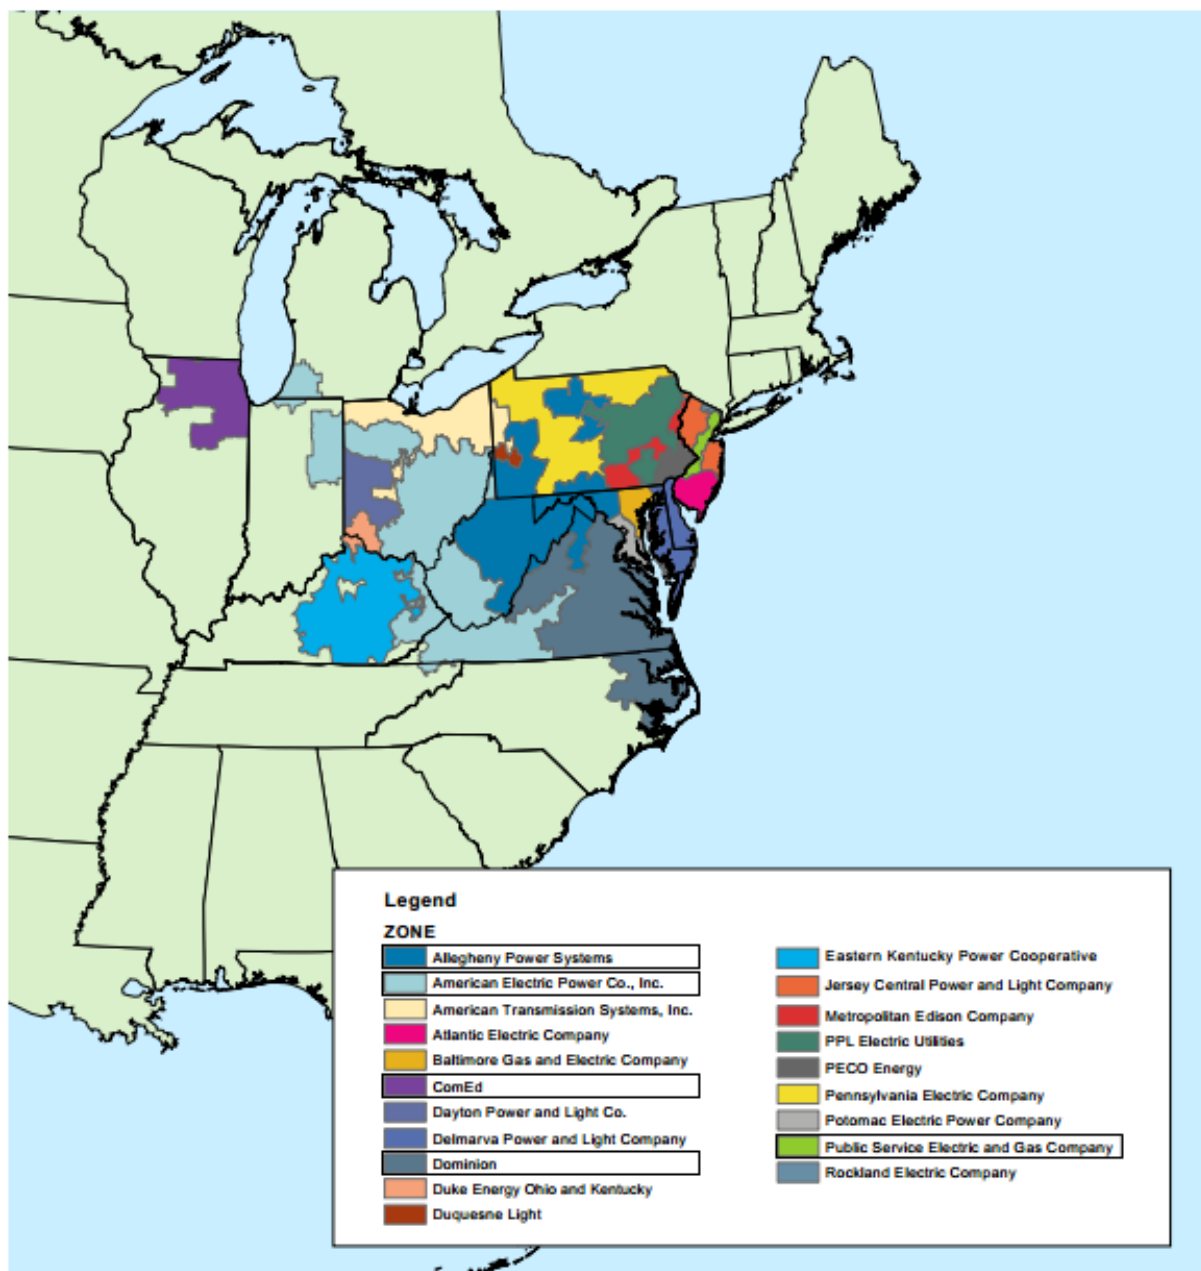 Legend
ZONE
Allegheny Power Systems
American Electric Power Co., Inc.
American Transmission Systems, Inc.
Atlantic Electric Company
Baltimore Gas and Electric Company
ComEd
Dayton Power and Light Co.
Delmarva Power and Light Company
Dominion
Duke Energy Ohio and Kentucky
Duquesne Light
Eastern Kentucky Power Cooperative
Jersey Central Power and Light Company
Metropolitan Edison Company
PPL Electric Utilities
PECO Energy
Pennsylvania Electric Company
Potomac Electric Power Company
Public Service Electric and Gas Company
Rockland Electric Company